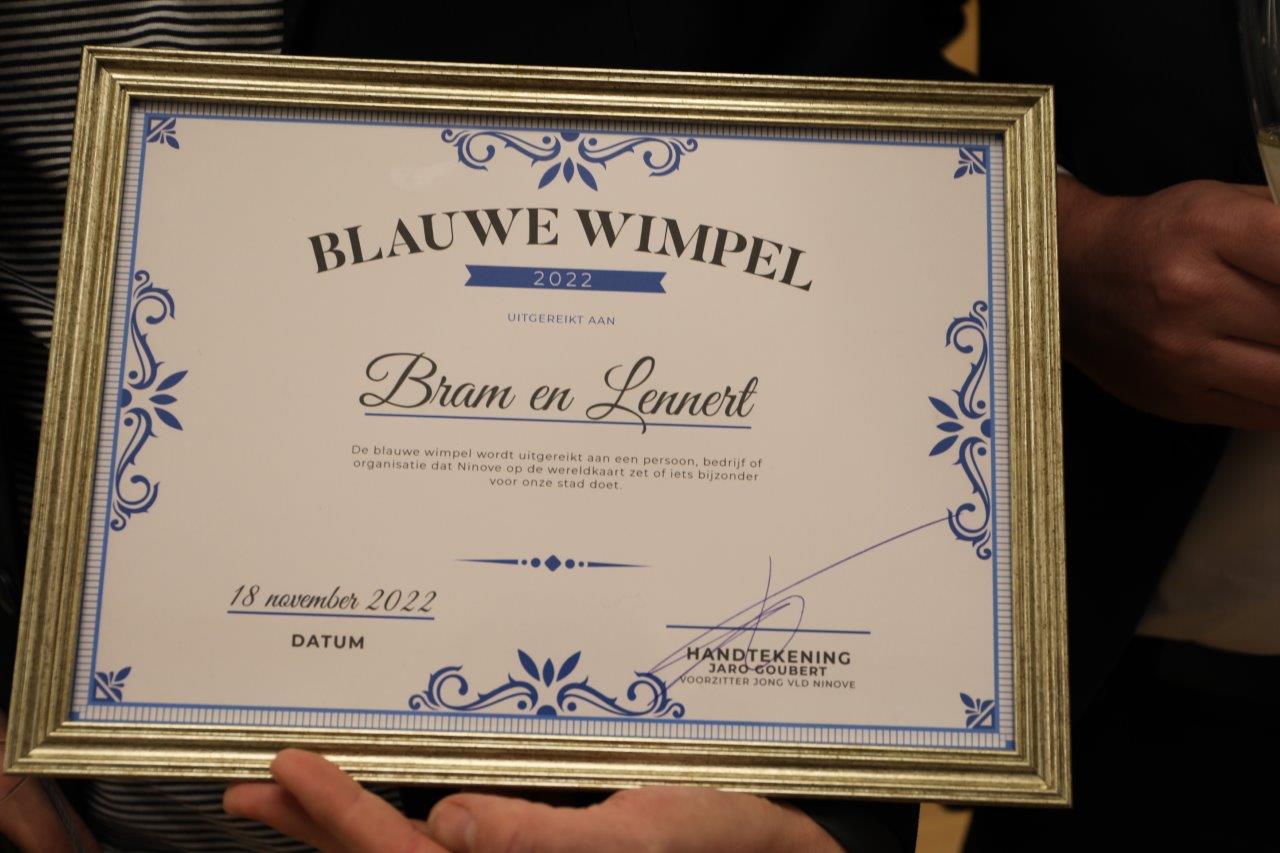 BLAUWE WIMPEL
2022
UITGEREIKT AAN
Bram en Lennert
De blauwe wimpel wordt uitgereikt aan een persoon, bedrijf of
organisatie dat Ninove op de wereldkaart zet of iets bijzonder
voor onze stad doet.
18 november 2022
DATUM
HANDTEKENING
JARO GOUBERT
VOORZITTER JONG VLD NINOVE